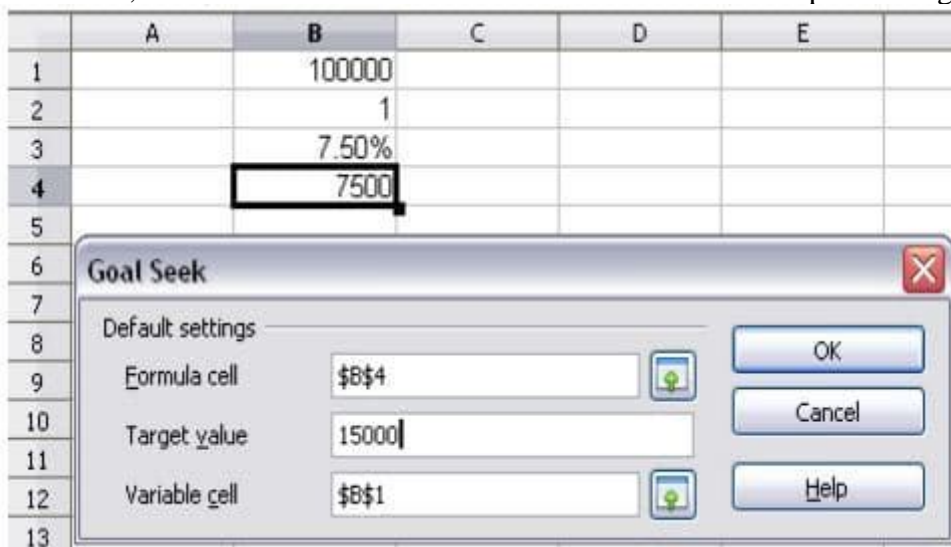 A B C D E
1 100000
2 1
3 7.50%
4 7500
5
6
7
8
9
10
11
12
13
Goal Seek
Default settings
Formula cell $B$4
Target value 15000
Variable cell $B$1
OK
Cancel
Help